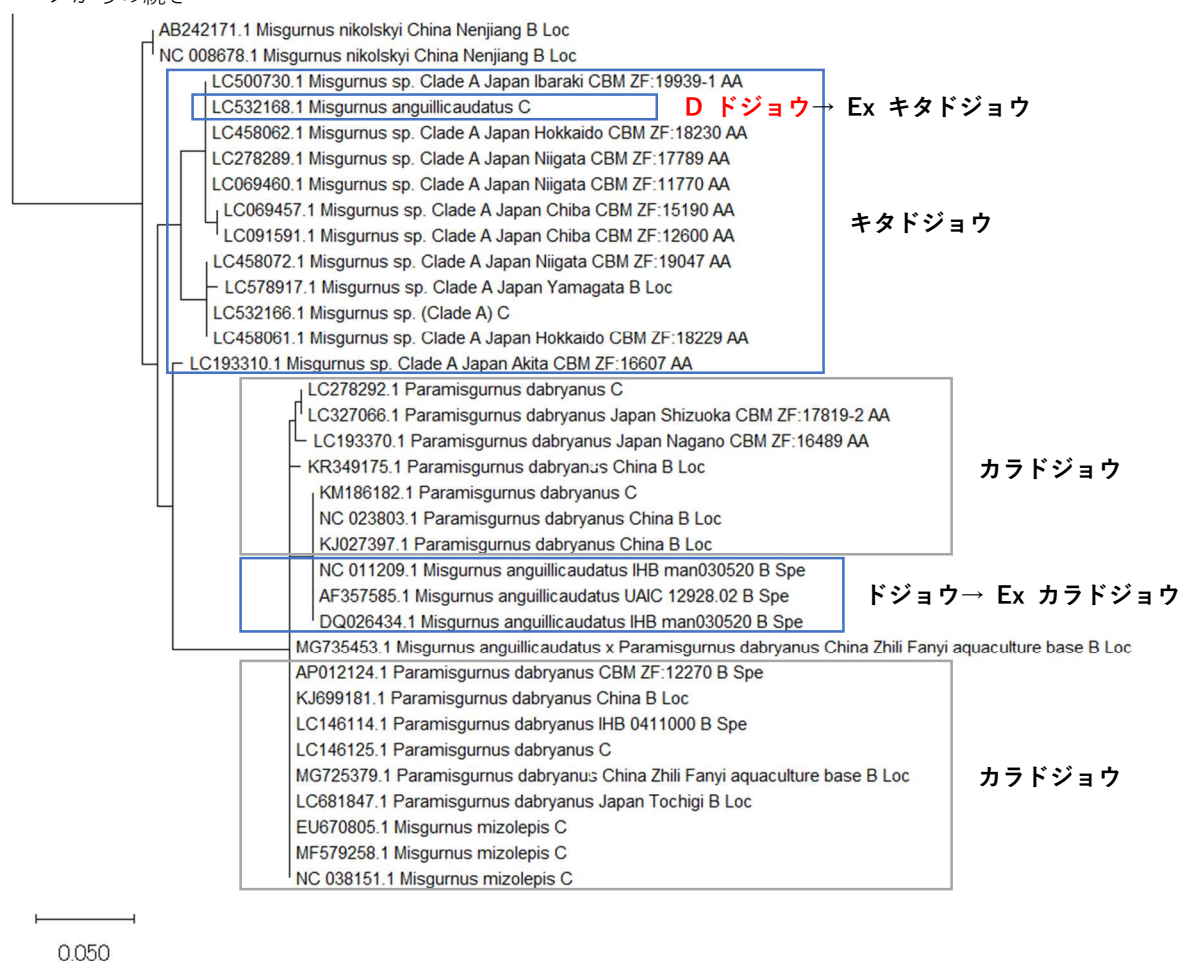 AB242171.1 Misgurnus nikolskyi China Nenjiang B Loc
NC 008678.1 Misgurnus nikolskyi China Nenjiang B Loc
LC500730.1 Misgurnus sp. Clade A Japan Ibaraki CBM ZF:19939-1 AA
LC532168.1 Misgurnus anguillicaudatus C
D ドジョウ→ Ex キタドジョウ
LC458062.1 Misgurnus sp. Clade A Japan Hokkaido CBM ZF:18230 AA
LC278289.1 Misgurnus sp. Clade A Japan Niigata CBM ZF:17789 AA
LC069460.1 Misgurnus sp. Clade A Japan Niigata CBM ZF:11770 AA
LC069457.1 Misgurnus sp. Clade A Japan Chiba CBM ZF:15190 AA
キタドジョウ
LC091591.1 Misgurnus sp. Clade A Japan Chiba CBM ZF:12600 AA
LC458072.1 Misgurnus sp. Clade A Japan Niigata CBM ZF:19047 AA
LC578917.1 Misgurnus sp. Clade A Japan Yamagata B Loc
LC532166.1 Misgurnus sp. (Clade A) C
LC458061.1 Misgurnus sp. Clade A Japan Hokkaido CBM ZF:18229 AA
LC193310.1 Misgurnus sp. Clade A Japan Akita CBM ZF:16607 AA
LC278292.1 Paramisgurnus dabryanus C
LC327066.1 Paramisgurnus dabryanus Japan Shizuoka CBM ZF:17819-2 AA
LC193370.1 Paramisgurnus dabryanus Japan Nagano CBM ZF:16489 AA
KR349175.1 Paramisgurnus dabryanus China B Loc
カラドジョウ
KM186182.1 Paramisgurnus dabryanus C
NC 023803.1 Paramisgurnus dabryanus China B Loc
KJ027397.1 Paramisgurnus dabryanus China B Loc
NC 011209.1 Misgurnus anguillicaudatus IHB man030520 B Spe
AF357585.1 Misgurnus anguillicaudatus UAIC 12928.02 B Spe
ドジョウ→ Ex カラドジョウ
DQ026434.1 Misgurnus anguillicaudatus IHB man030520 B Spe
MG735453.1 Misgurnus anguillicaudatus x Paramisgurnus dabryanus China Zhili Fanyi aquaculture base B Loc
AP012124.1 Paramisgurnus dabryanus CBM ZF:12270 B Spe
KJ699181.1 Paramisgurnus dabryanus China B Loc
LC146114.1 Paramisgurnus dabryanus IHB 0411000 B Spe
LC146125.1 Paramisgurnus dabryanus C
MG725379.1 Paramisgurnus dabryanus China Zhili Fanyi aquaculture base B Loc
カラドジョウ
LC681847.1 Paramisgurnus dabryanus Japan Tochigi B Loc
EU670805.1 Misgurnus mizolepis C
MF579258.1 Misgurnus mizolepis C
NC 038151.1 Misgurnus mizolepis C
0.050